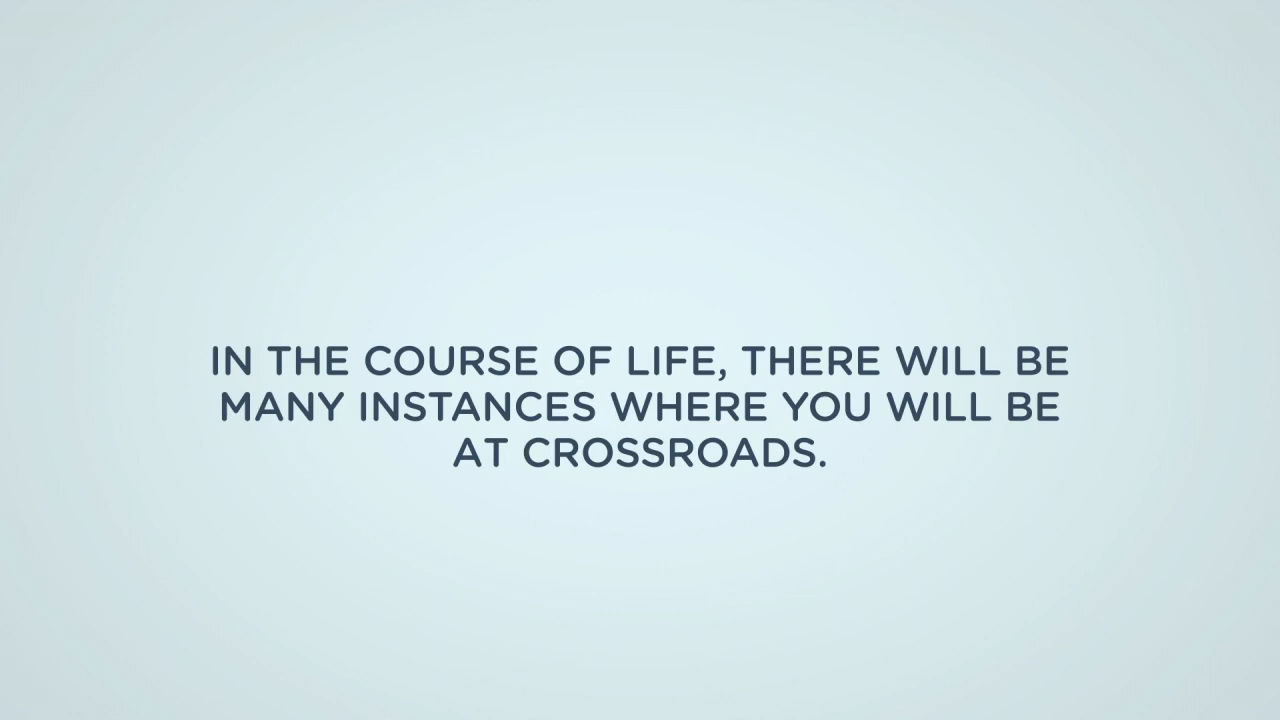 IN THE COURSE OF LIFE, THERE WILL BE
MANY INSTANCES WHERE YOU WILL BE
AT CROSSROADS.